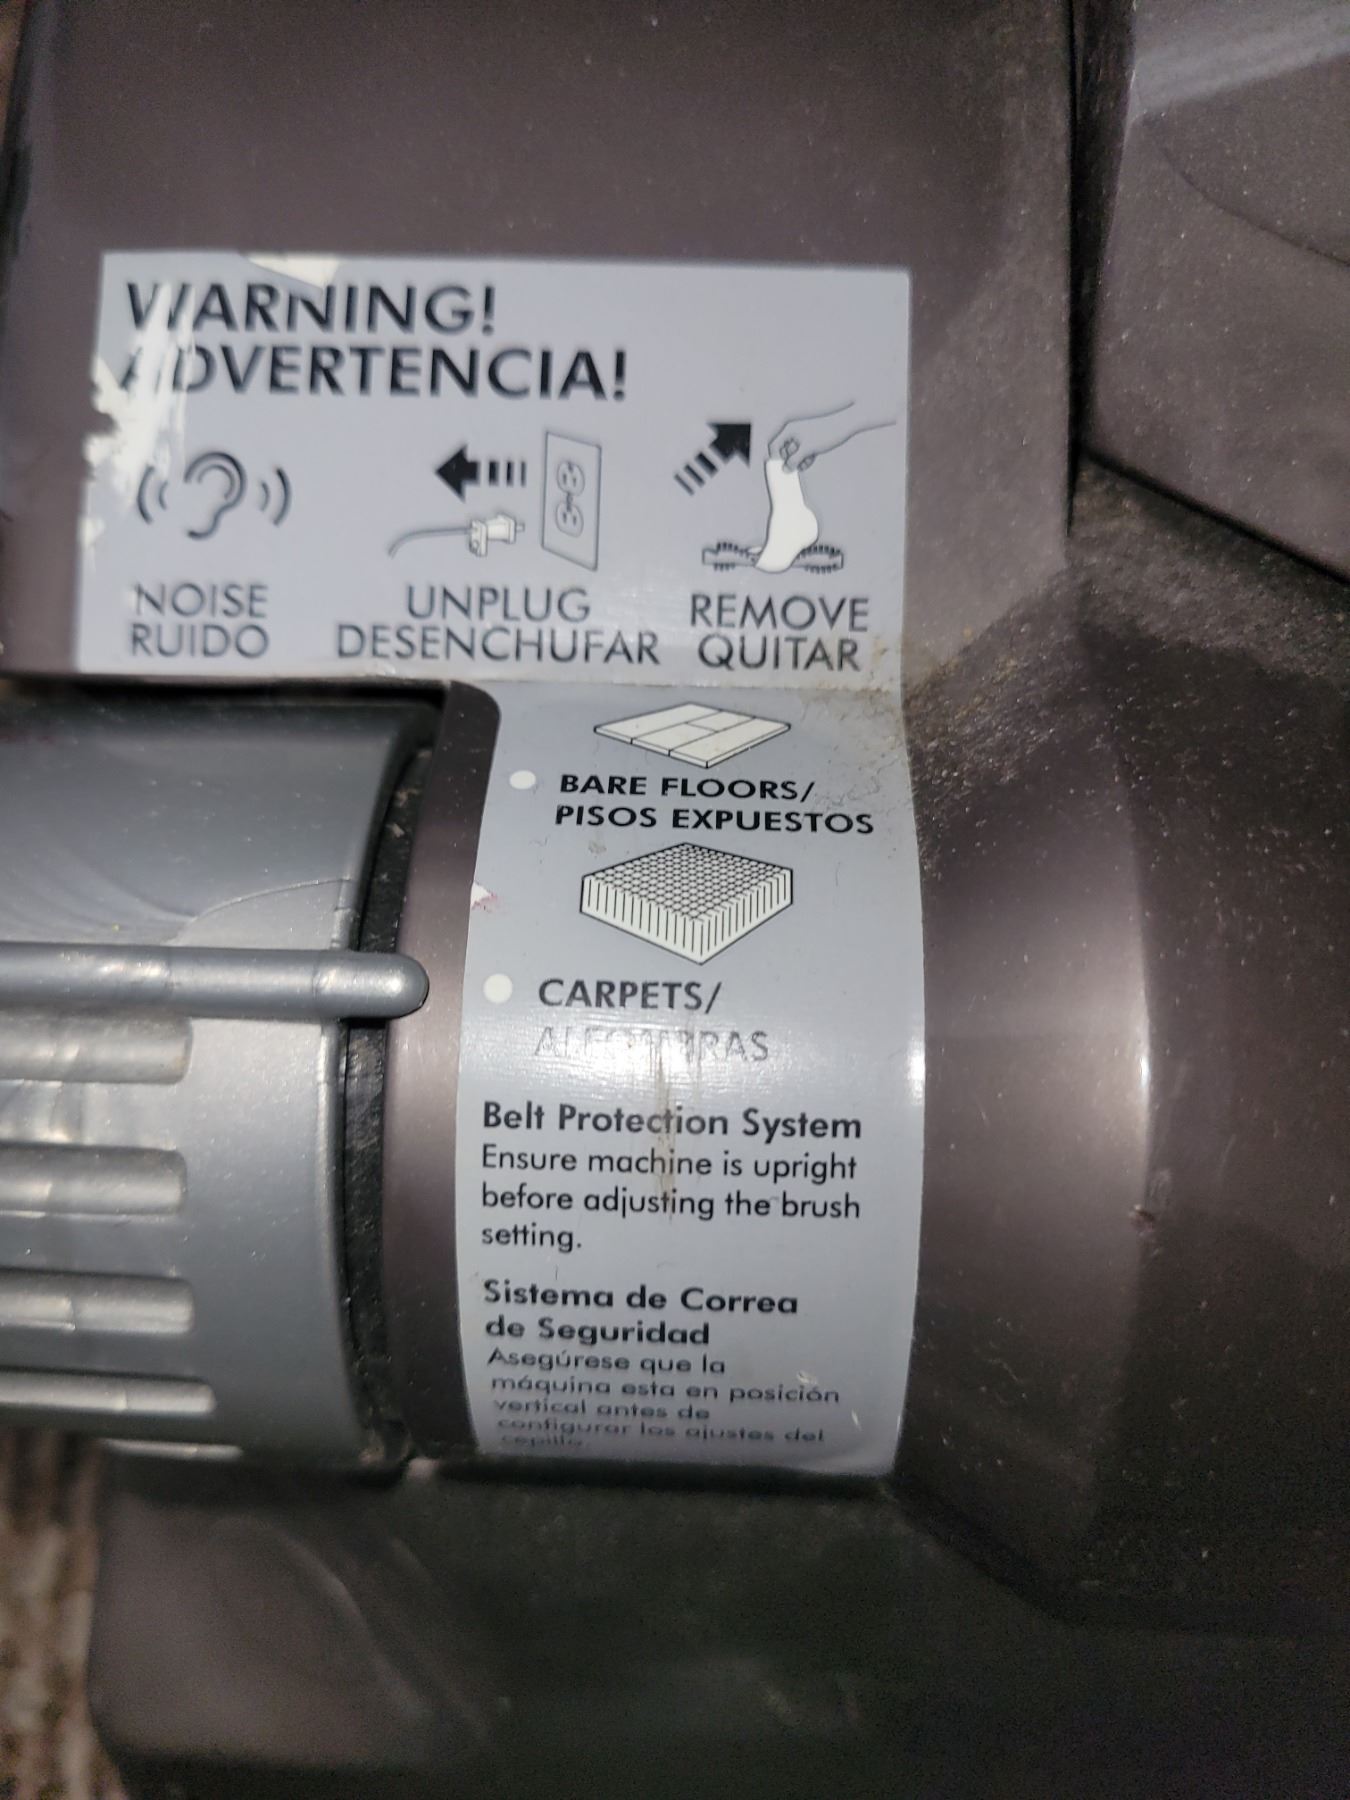 WARNING!
ADVERTENCIA!
NOISE
RUIDO
UNPLUG
DESENCHUFAR
REMOVE
QUITAR
BARE FLOORS/
PISOS EXPUESTOS
CARPETS/
ALFOMBRAS
Belt Protection System
Ensure machine is upright
before adjusting the brush
setting.
Sistema de Correa
de Seguridad
Asegúrese que la
máquina esta en posición
vertical antes de
configurar los ajustes del
cepillo.